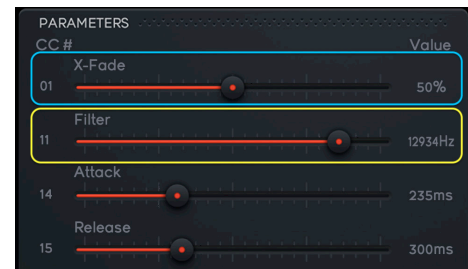 PARAMETERS
CC # Value
X-Fade
01 50%
Filter
11 12934Hz
Attack
14 235ms
Release
15 300ms